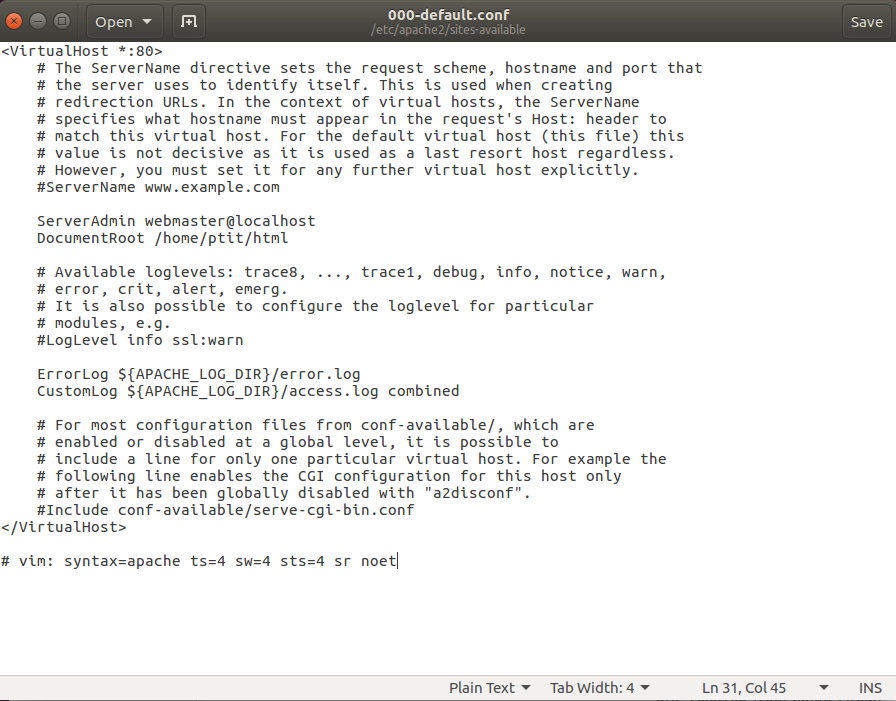 Open
000-default.conf
/etc/apache2/sites-available
Save
<VirtualHost *:80>
# The ServerName directive sets the request scheme, hostname and port that
# the server uses to identify itself. This is used when creating
# redirection URLs. In the context of virtual hosts, the ServerName
# specifies what hostname must appear in the request's Host: header to
# match this virtual host. For the default virtual host (this file) this
# value is not decisive as it is used as a last resort host regardless.
# However, you must set it for any further virtual host explicitly.
#ServerName www.example.com
ServerAdmin webmaster@localhost
DocumentRoot /home/ptit/html
# Available loglevels: trace8, ..., trace1, debug, info, notice, warn,
# error, crit, alert, emerg.
# It is also possible to configure the loglevel for particular
# modules, e.g.
#LogLevel info ssl:warn
ErrorLog ${APACHE_LOG_DIR}/error.log
CustomLog ${APACHE_LOG_DIR}/access.log combined
# For most configuration files from conf-available/, which are
# enabled or disabled at a global level, it is possible to
# include a line for only one particular virtual host. For example the
# following line enables the CGI configuration for this host only
# after it has been globally disabled with "a2disconf".
#Include conf-available/serve-cgi-bin.conf
</VirtualHost>
# vim: syntax=apache ts=4 sw=4 sts=4 sr noet
Plain Text
Tab Width: 4
Ln 31, Col 45
INS